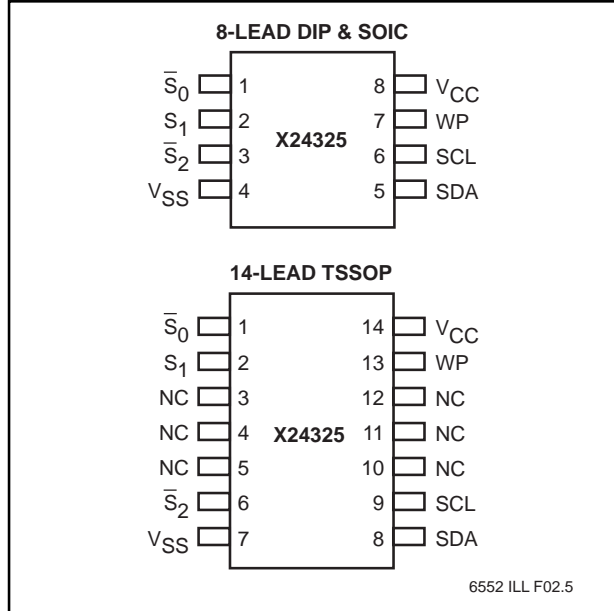 8-LEAD DIP & SOIC
S̅0 1 8 VCC
S1 2 7 WP
X24325
S̅2 3 6 SCL
VSS 4 5 SDA
14-LEAD TSSOP
S̅0 1 14 VCC
S1 2 13 WP
NC 3 12 NC
NC 4 X24325 11 NC
NC 5 10 NC
S̅2 6 9 SCL
VSS 7 8 SDA
6552 ILL F02.5